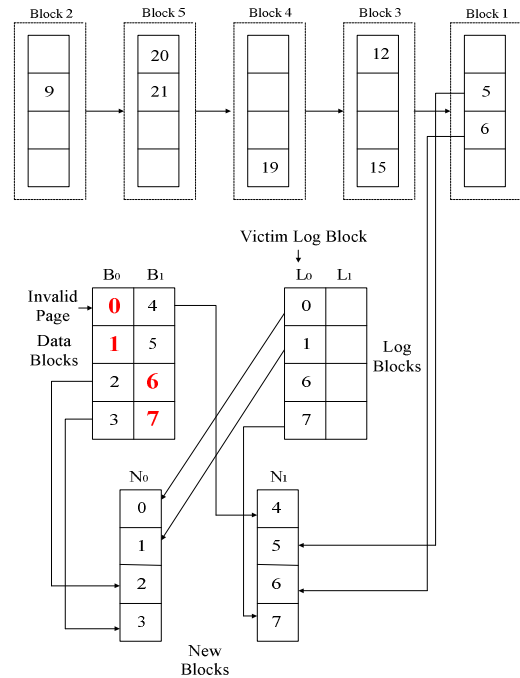 Block 2 Block 5 Block 4 Block 3 Block 1
20 12
9 21 5
6
19 15
Victim Log Block
B0 B1 L0 L1
Invalid Page
0 4 0
Data Blocks
1 5 1
Log Blocks
2 6 6
3 7 7
N0 N1
0 4
1 5
2 6
3 7
New
Blocks